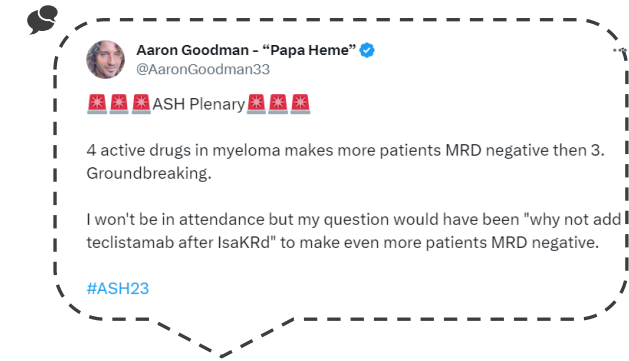 Aaron Goodman - “Papa Heme”
@AaronGoodman33
🚨🚨🚨ASH Plenary🚨🚨🚨
4 active drugs in myeloma makes more patients MRD negative then 3.
Groundbreaking.
I won't be in attendance but my question would have been "why not add
teclistamab after IsaKRd" to make even more patients MRD negative.
#ASH23